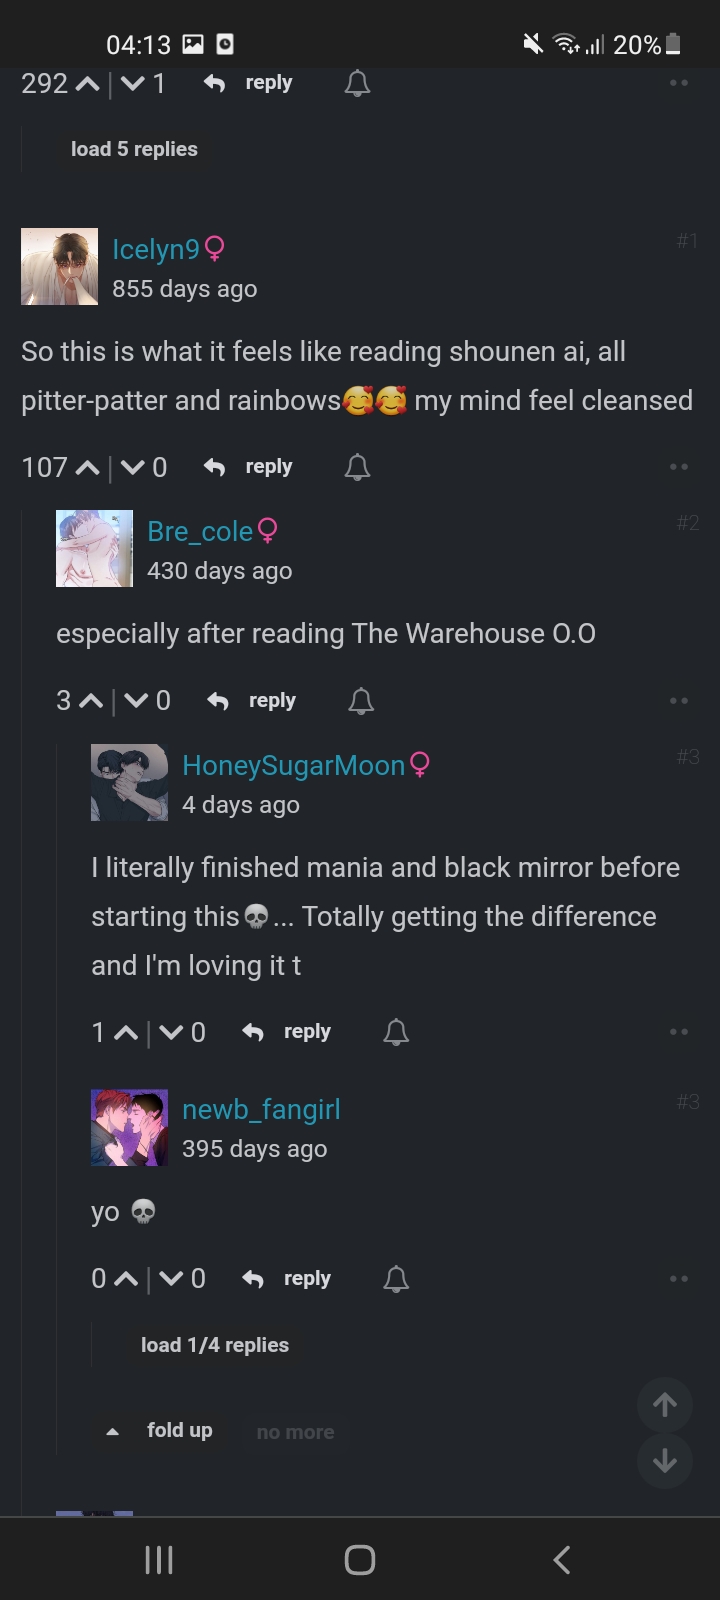 04:13 20%
292 | 1 reply
load 5 replies
Icelyn9 #1
855 days ago
So this is what it feels like reading shounen ai, all
pitter-patter and rainbows🥰🥰 my mind feel cleansed
107 | 0 reply
Bre_cole #2
430 days ago
especially after reading The Warehouse O.O
3 | 0 reply
HoneySugarMoon #3
4 days ago
I literally finished mania and black mirror before
starting this💀... Totally getting the difference
and I'm loving it t
1 | 0 reply
newb_fangirl #3
395 days ago
yo 💀
0 | 0 reply
load 1/4 replies
fold up no more